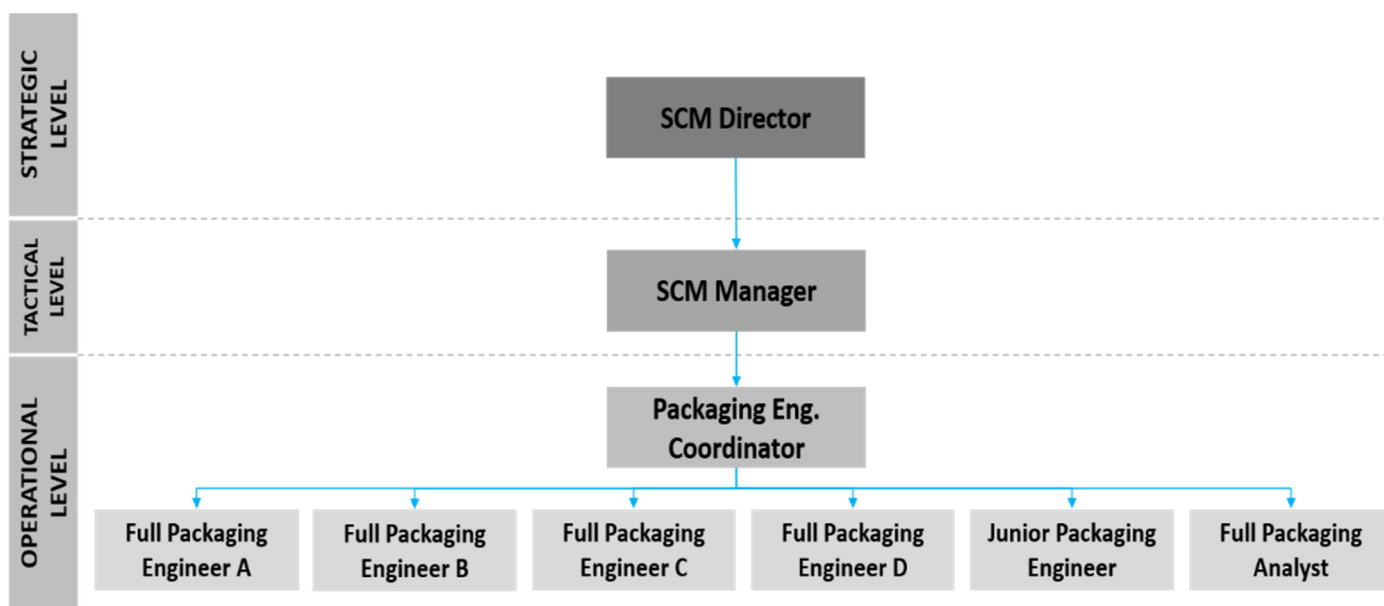 STRATEGIC
LEVEL
SCM Director
TACTICAL
LEVEL
SCM Manager
OPERATIONAL
LEVEL
Packaging Eng.
Coordinator
Full Packaging
Engineer A
Full Packaging
Engineer B
Full Packaging
Engineer C
Full Packaging
Engineer D
Junior Packaging
Engineer
Full Packaging
Analyst